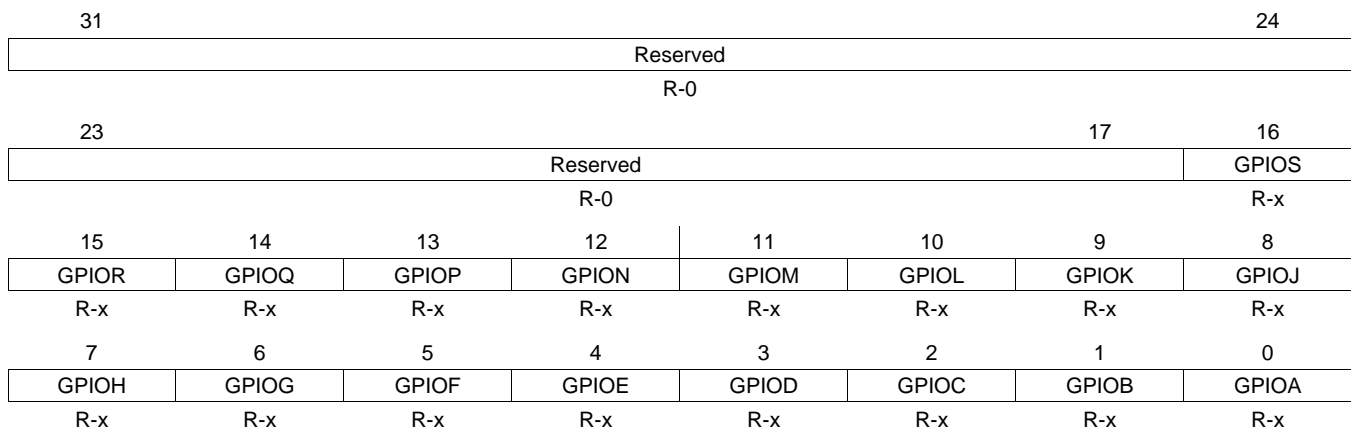 31 24
Reserved
R-0
23 17 16
Reserved GPIOS
R-0 R-x
15 14 13 12 11 10 9 8
GPIOR GPIOQ GPIOP GPION GPIOM GPIOL GPIOK GPIOJ
R-x R-x R-x R-x R-x R-x R-x R-x
7 6 5 4 3 2 1 0
GPIOH GPIOG GPIOF GPIOE GPIOD GPIOC GPIOB GPIOA
R-x R-x R-x R-x R-x R-x R-x R-x